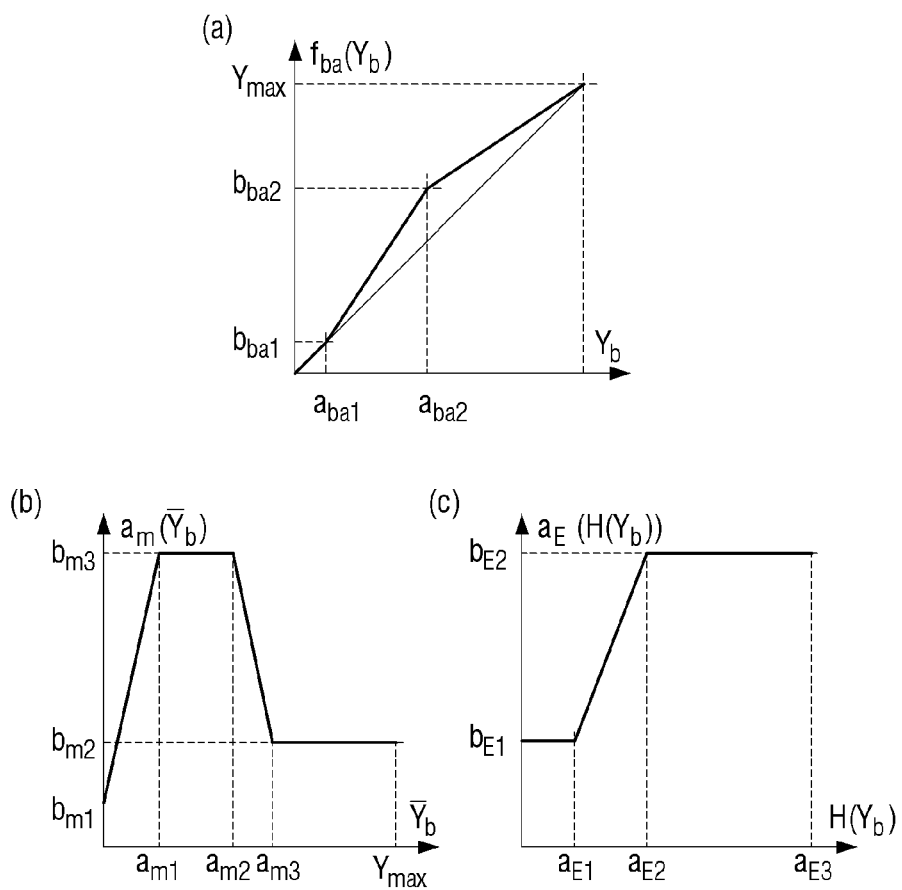 (a)
f_ba(Y_b)
Y_max
b_ba2
b_ba1
Y_b
a_ba1 a_ba2
(b)
a_m(Ȳ_b)
b_m3
b_m2
b_m1
Ȳ_b
a_m1 a_m2 a_m3 Y_max
(c)
a_E (H(Y_b))
b_E2
b_E1
H(Y_b)
a_E1 a_E2 a_E3